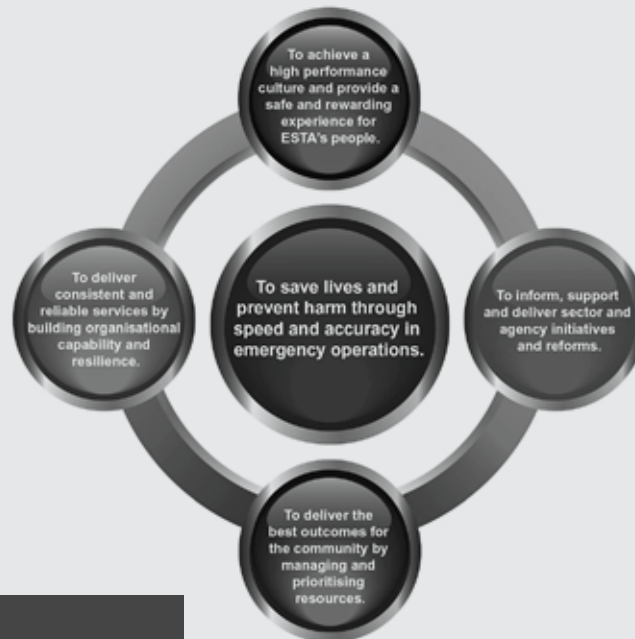 To achieve a
high performance
culture and provide a
safe and rewarding
experience for
ESTA's people.
To deliver
consistent and
reliable services by
building organisational
capability and
resilience.
To save lives and
prevent harm through
speed and accuracy in
emergency operations.
To inform, support
and deliver sector and
agency initiatives
and reforms.
To deliver the
best outcomes for
the community by
managing and
prioritising
resources.